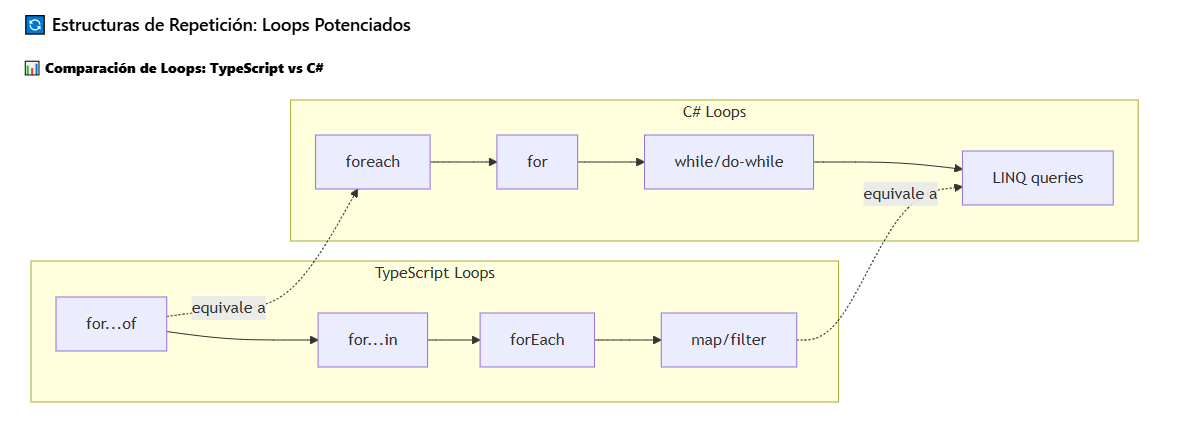 🔄 Estructuras de Repetición: Loops Potenciados
📊 Comparación de Loops: TypeScript vs C#
C# Loops
foreach
for
while/do-while
LINQ queries
equivale a
TypeScript Loops
for...of
equivale a
for...in
forEach
map/filter